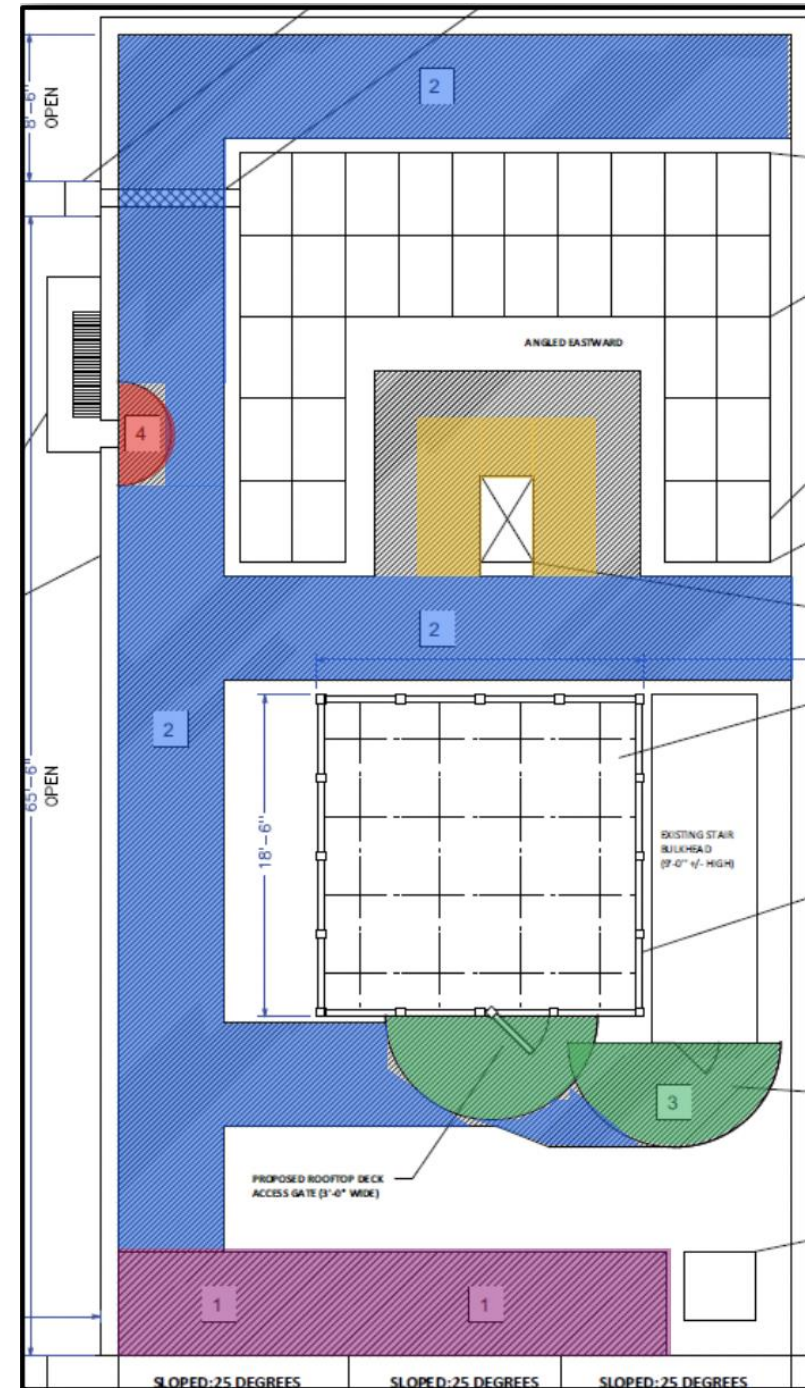 2
8'-6"
OPEN
ANGLED EASTWARD
4
2
2
65'-6"
OPEN
18'-6"
EXISTING STAIR
BULKHEAD
(9'-0" +/- HIGH)
3
PROPOSED ROOFTOP DECK
ACCESS GATE (3'-0" WIDE)
1
1
SLOPED:25 DEGREES
SLOPED:25 DEGREES
SLOPED:25 DEGREES